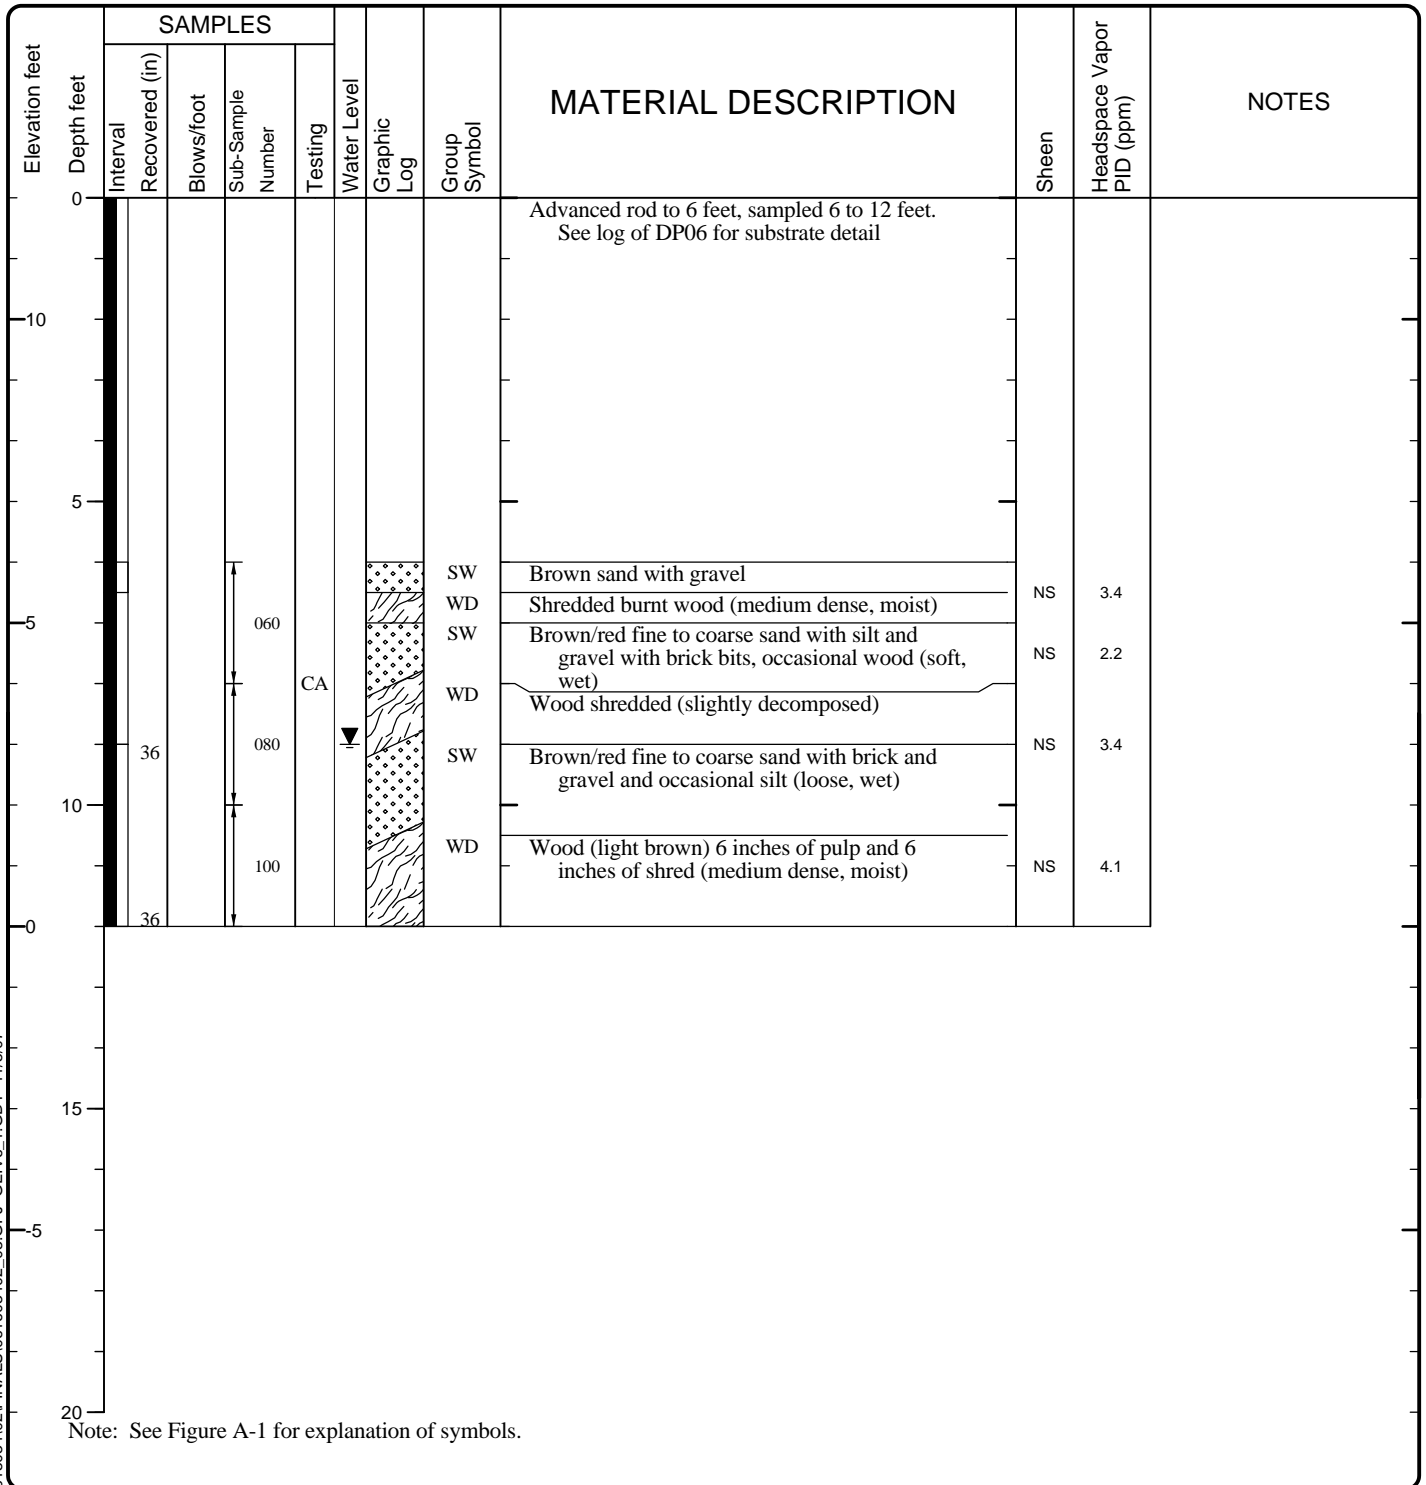 SAMPLES
Elevation feet
Depth feet
Interval
Recovered (in)
Blows/foot
Sub-Sample
Number
Testing
Water Level
Graphic
Log
Group
Symbol
MATERIAL DESCRIPTION
Sheen
Headspace Vapor
PID (ppm)
NOTES
0
Advanced rod to 6 feet, sampled 6 to 12 feet.
See log of DP06 for substrate detail
10
5
SW
Brown sand with gravel
NS
3.4
WD
Shredded burnt wood (medium dense, moist)
5
060
SW
Brown/red fine to coarse sand with silt and
gravel with brick bits, occasional wood (soft,
wet)
NS
2.2
CA
WD
Wood shredded (slightly decomposed)
36
080
NS
3.4
SW
Brown/red fine to coarse sand with brick and
gravel and occasional silt (loose, wet)
10
WD
Wood (light brown) 6 inches of pulp and 6
inches of shred (medium dense, moist)
100
NS
4.1
36
0
15
-5
20
Note: See Figure A-1 for explanation of symbols.